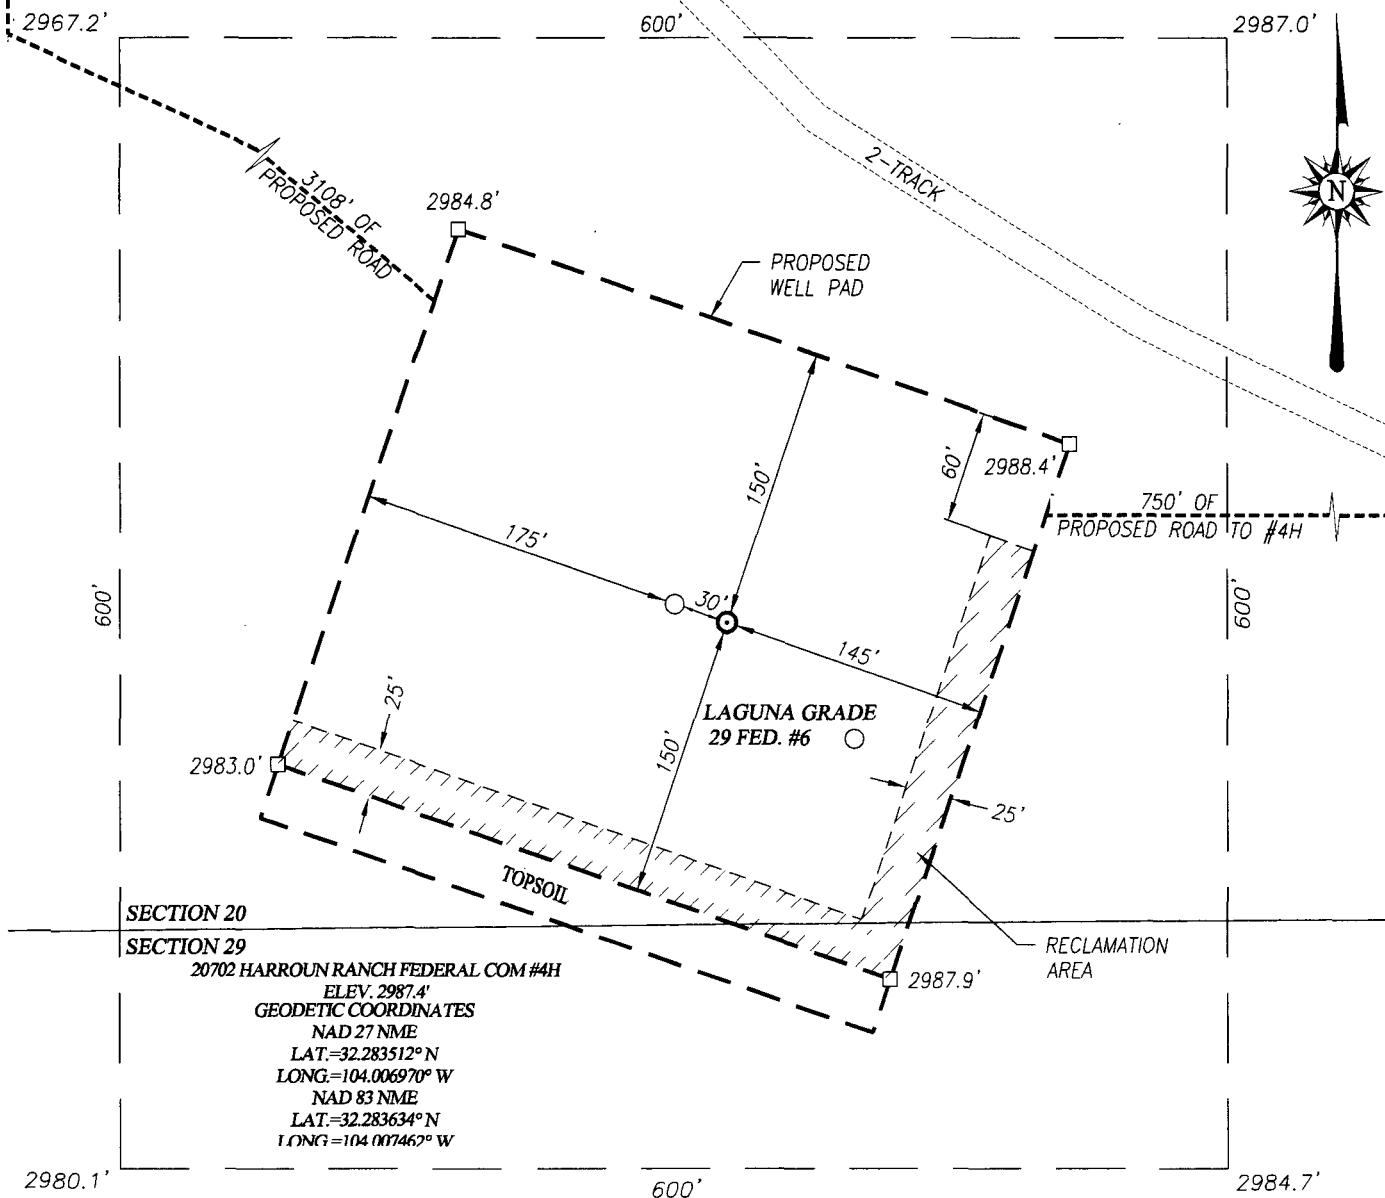 2967.2'
600'
2987.0'
2-TRACK
N
3108' OF
PROPOSED ROAD
2984.8'
PROPOSED
WELL PAD
60'
2988.4'
150'
750' OF
PROPOSED ROAD TO #4H
175'
30'
600'
600'
145'
25'
LAGUNA GRADE
29 FED. #6
150'
2983.0'
25'
TOPSOIL
SECTION 20
SECTION 29
RECLAMATION
AREA
2987.9'
20702 HARROUN RANCH FEDERAL COM #4H
ELEV. 2987.4'
GEODETIC COORDINATES
NAD 27 NME
LAT.=32.283512° N
LONG.=104.006970° W
NAD 83 NME
LAT.=32.283634° N
LONG=104.007462° W
2980.1'
600'
2984.7'